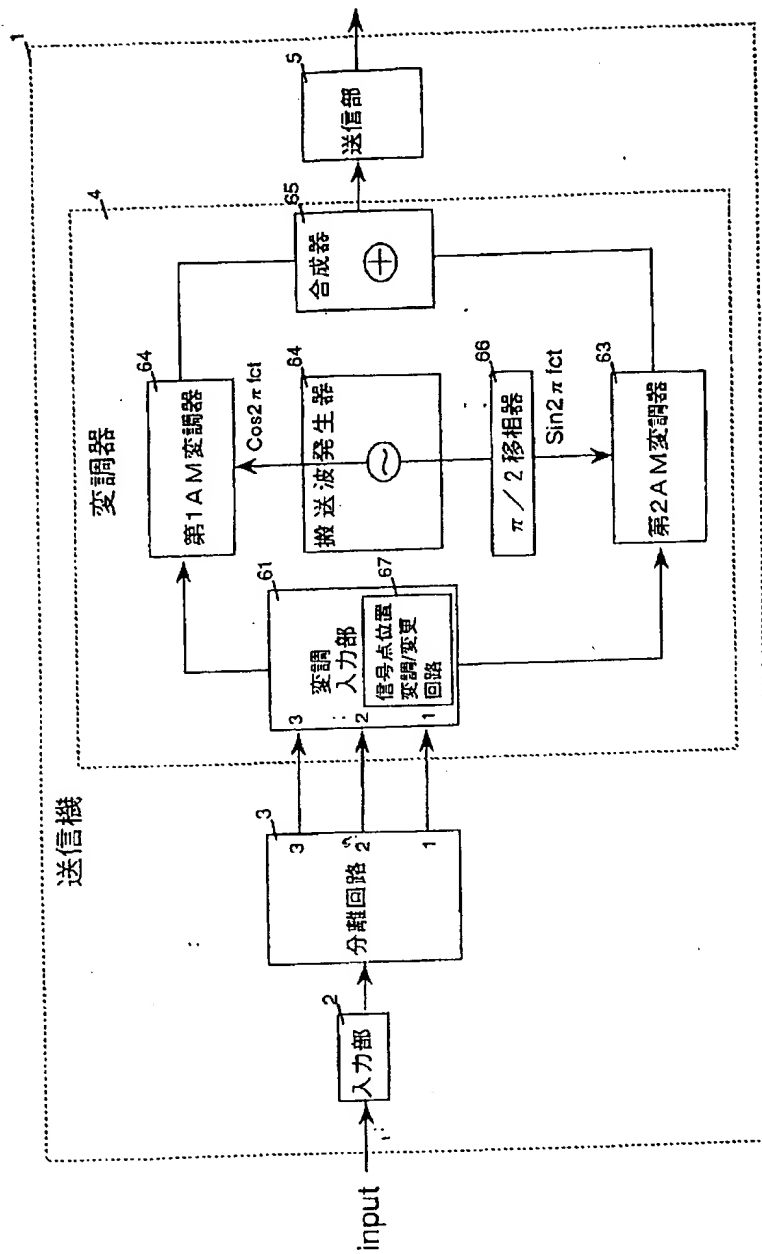 1
送信機
input
2
入力部
3
分離回路
3
2
1
4
変調器
61
変調
入力部
3
2
1
67
信号点位置
変調/変更
回路
64
第1AM変調器
Cos2πfct
64
搬送波発生器
66
π/2移相器
Sin2πfct
63
第2AM変調器
65
合成器
5
送信部